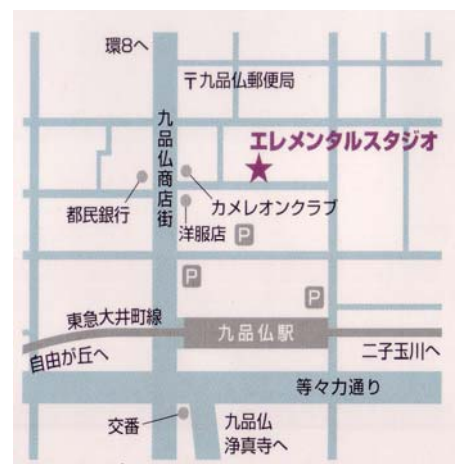 環8へ
〒九品仏郵便局
九品仏商店街
エレメンタルスタジオ
都民銀行
カメレオンクラブ
洋服店
P
P
P
東急大井町線
九品仏駅
自由が丘へ
二子玉川へ
等々力通り
交番
九品仏
浄真寺へ